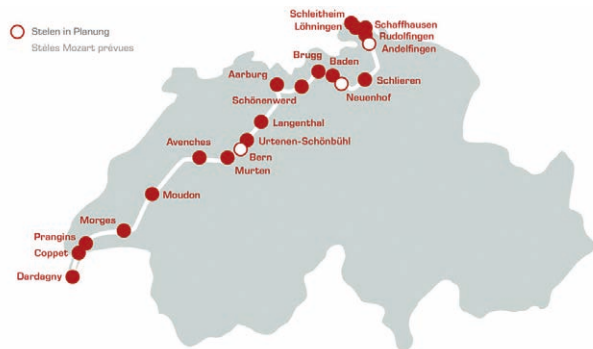 Stelen in Planung
Stèles Mozart prévues
Schleitheim
Löhningen
Schaffhausen
Rudolfingen
Andelfingen
Brugg
Baden
Aarburg
Schlieren
Neuenhof
Schönenwerd
Langenthal
Avenches
Urtenen-Schönbühl
Bern
Murten
Moudon
Morges
Prangins
Coppet
Dardagny